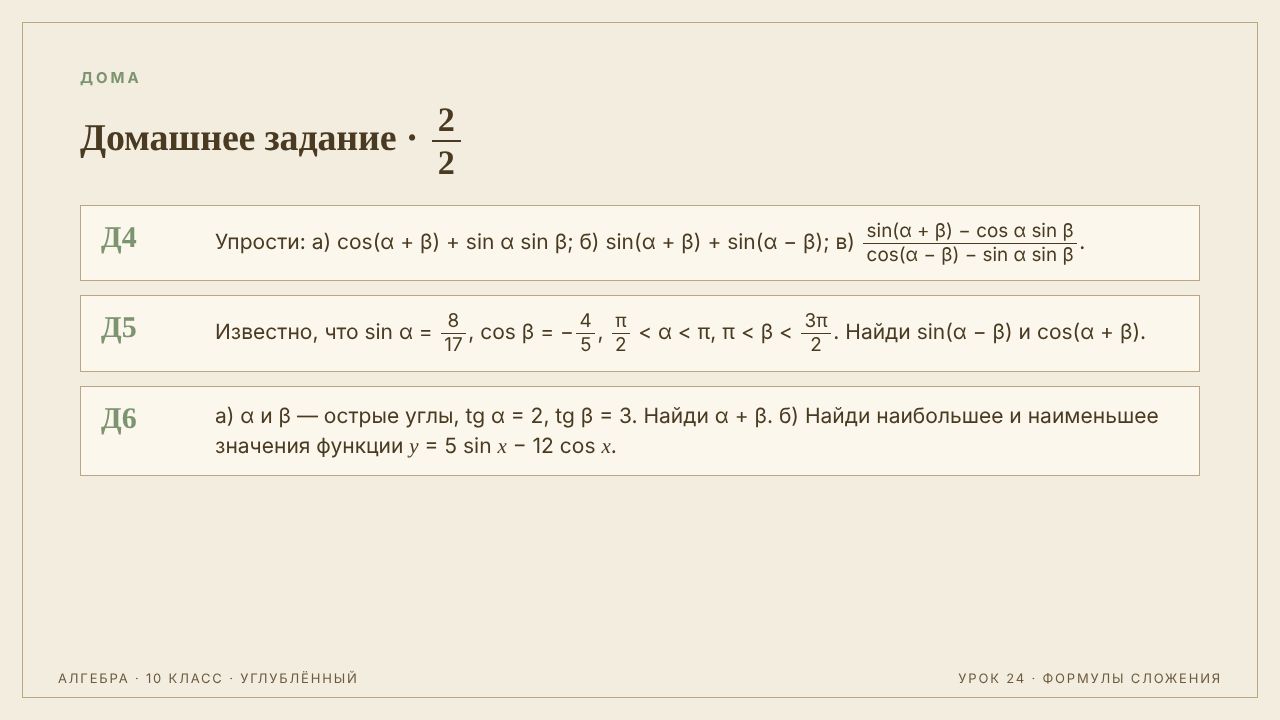 ДОМА
Домашнее задание · 2/2
Д4
Упрости: а) cos(α + β) + sin α sin β; б) sin(α + β) + sin(α − β); в) (sin(α + β) − cos α sin β)/(cos(α − β) − sin α sin β).
Д5
Известно, что sin α = 8/17, cos β = −4/5, π/2 < α < π, π < β < 3π/2. Найди sin(α − β) и cos(α + β).
Д6
а) α и β — острые углы, tg α = 2, tg β = 3. Найди α + β. б) Найди наибольшее и наименьшее
значения функции y = 5 sin x − 12 cos x.
АЛГЕБРА · 10 КЛАСС · УГЛУБЛЁННЫЙ
УРОК 24 · ФОРМУЛЫ СЛОЖЕНИЯ